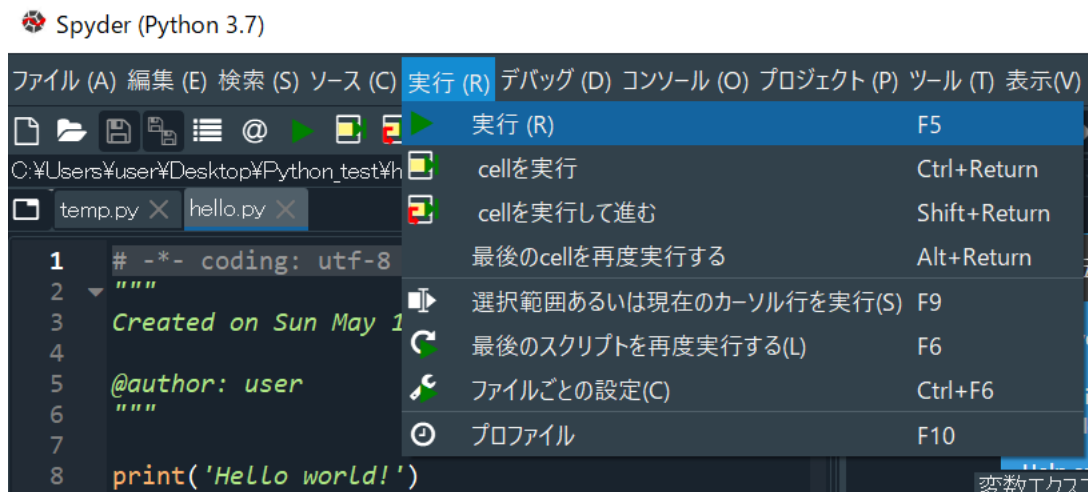 Spyder (Python 3.7)
ファイル (A) 編集 (E) 検索 (S) ソース (C) 実行 (R) デバッグ (D) コンソール (O) プロジェクト (P) ツール (T) 表示(V)
実行 (R) F5
cellを実行 Ctrl+Return
C:¥Users¥user¥Desktop¥Python_test¥h
cellを実行して進む Shift+Return
temp.py hello.py
最後のcellを再度実行する Alt+Return
選択範囲あるいは現在のカーソル行を実行(S) F9
最後のスクリプトを再度実行する(L) F6
ファイルごとの設定(C) Ctrl+F6
プロファイル F10
1 # -*- coding: utf-8
2 """
3 Created on Sun May 1
4
5 @author: user
6 """
7
8 print('Hello world!')
変数エクスプ